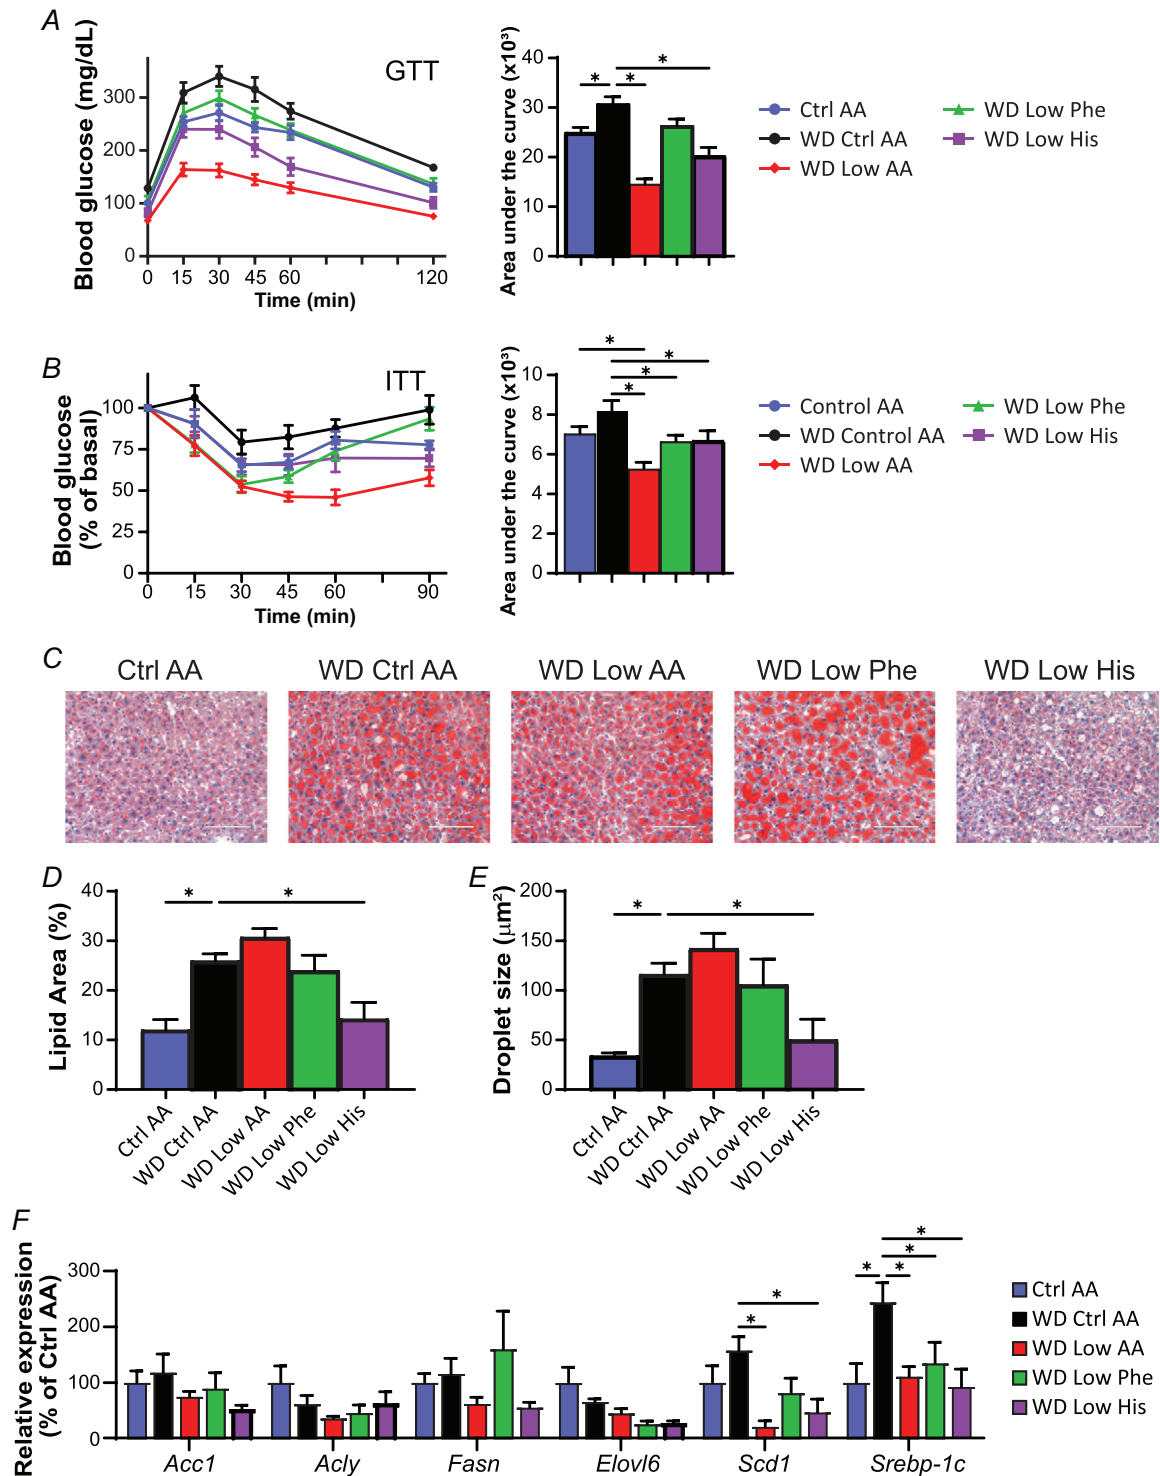 A
GTT
Blood glucose (mg/dL)
300
200
100
0
0 15 30 45 60 120
Time (min)
Area under the curve (x10³)
40
30
20
10
0
* * *
Ctrl AA
WD Ctrl AA
WD Low AA
WD Low Phe
WD Low His
B
ITT
Blood glucose
(% of basal)
100
75
50
25
0
0 15 30 45 60 90
Time (min)
Area under the curve (x10³)
10
8
6
4
2
0
*
*
*
*
Control AA
WD Control AA
WD Low AA
WD Low Phe
WD Low His
C
Ctrl AA WD Ctrl AA WD Low AA WD Low Phe WD Low His
D
Lipid Area (%)
40
30
20
10
0
* *
Ctrl AA
WD Ctrl AA
WD Low AA
WD Low Phe
WD Low His
E
Droplet size (µm²)
200
150
100
50
0
* *
Ctrl AA
WD Ctrl AA
WD Low AA
WD Low Phe
WD Low His
F
Relative expression
(% of Ctrl AA)
300
200
100
0
*
*
*
*
* *
Acc1 Acly Fasn Elovl6 Scd1 Srebp-1c
Ctrl AA
WD Ctrl AA
WD Low AA
WD Low Phe
WD Low His